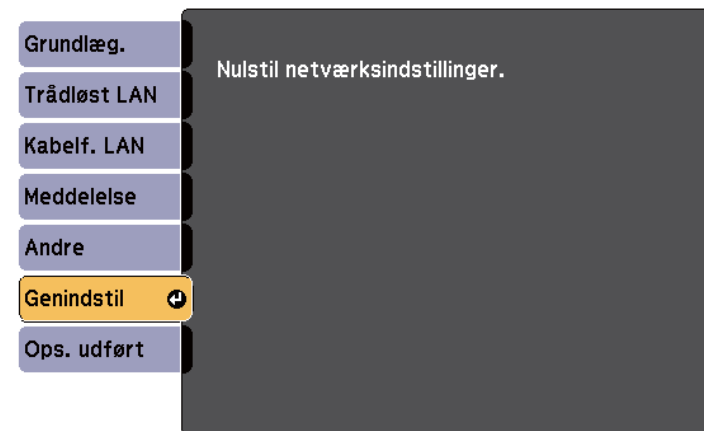 Grundlæg.
Trådløst LAN
Kabelf. LAN
Meddelelse
Andre
Genindstil
Ops. udført
Nulstil netværksindstillinger.